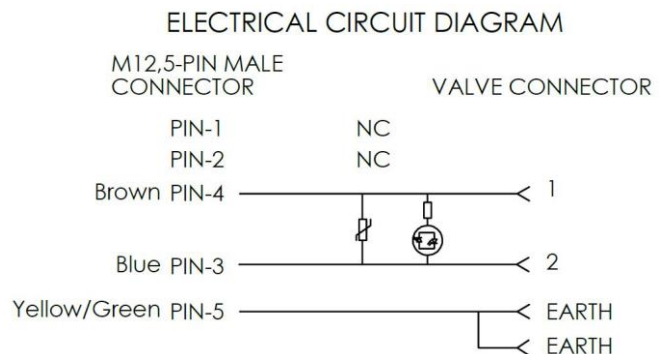 ELECTRICAL CIRCUIT DIAGRAM
M12,5-PIN MALE
CONNECTOR
VALVE CONNECTOR
PIN-1 NC
PIN-2 NC
Brown PIN-4 1
Blue PIN-3 2
Yellow/Green PIN-5 EARTH
EARTH